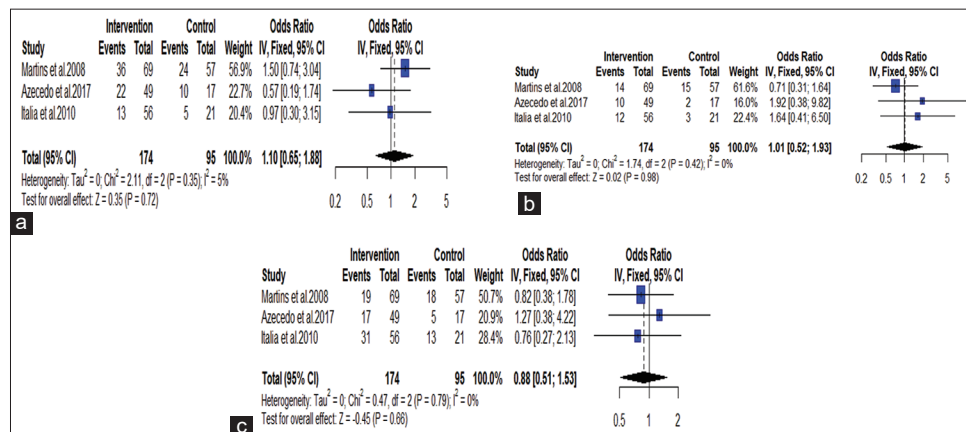 Intervention Control Odds Ratio Odds Ratio
Study Events Total Events Total Weight IV, Fixed, 95% CI IV, Fixed, 95% CI
Martins et al.2008 36 69 24 57 56.9% 1.50 [0.74; 3.04]
Azecedo et al.2017 22 49 10 17 22.7% 0.57 [0.19; 1.74]
Italia et al.2010 13 56 5 21 20.4% 0.97 [0.30; 3.15]
Total (95% CI) 174 95 100.0% 1.10 [0.65; 1.88]
Heterogeneity: Tau² = 0; Chi² = 2.11, df = 2 (P = 0.35); I² = 5%
Test for overall effect: Z = 0.35 (P = 0.72)
0.2 0.5 1 2 5
a
Intervention Control Odds Ratio Odds Ratio
Study Events Total Events Total Weight IV, Fixed, 95% CI IV, Fixed, 95% CI
Martins et al.2008 14 69 15 57 61.6% 0.71 [0.31; 1.64]
Azecedo et al.2017 10 49 2 17 16.0% 1.92 [0.38; 9.82]
Italia et al.2010 12 56 3 21 22.4% 1.64 [0.41; 6.50]
Total (95% CI) 174 95 100.0% 1.01 [0.52; 1.93]
Heterogeneity: Tau² = 0; Chi² = 1.74, df = 2 (P = 0.42); I² = 0%
Test for overall effect: Z = 0.02 (P = 0.98)
0.2 0.5 1 2 5
b
Intervention Control Odds Ratio Odds Ratio
Study Events Total Events Total Weight IV, Fixed, 95% CI IV, Fixed, 95% CI
Martins et al.2008 19 69 18 57 50.7% 0.82 [0.38; 1.78]
Azecedo et al.2017 17 49 5 17 20.9% 1.27 [0.38; 4.22]
Italia et al.2010 31 56 13 21 28.4% 0.76 [0.27; 2.13]
Total (95% CI) 174 95 100.0% 0.88 [0.51; 1.53]
Heterogeneity: Tau² = 0; Chi² = 0.47, df = 2 (P = 0.79); I² = 0%
Test for overall effect: Z = -0.45 (P = 0.66)
0.5 1 2
c